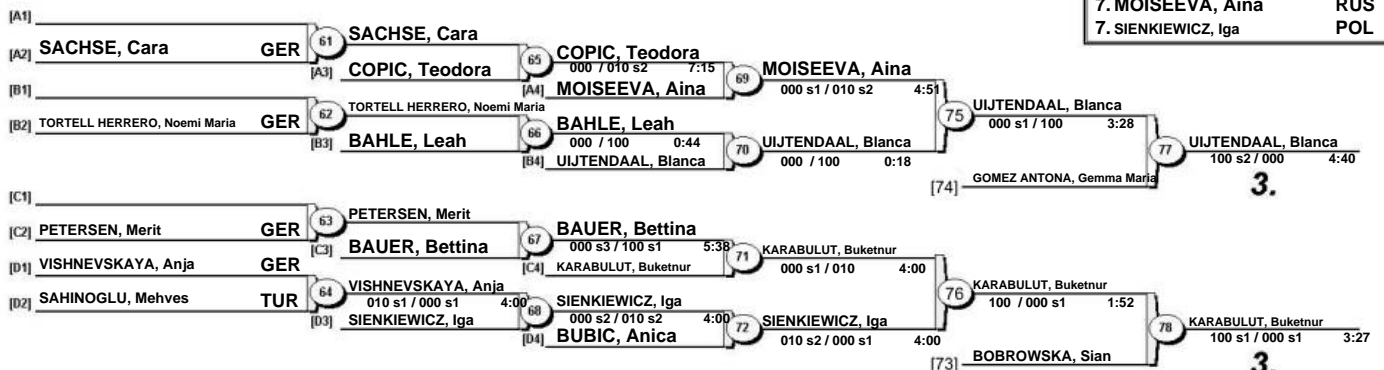 7. MOISEEVA, Aina RUS
7. SIENKIEWICZ, Iga POL
[A1]
[A2] SACHSE, Cara GER
61 SACHSE, Cara
[A3] COPIC, Teodora
65 COPIC, Teodora
000 / 010 s2 7:15
[A4] MOISEEVA, Aina
69 MOISEEVA, Aina
000 s1 / 010 s2 4:51
[B1]
[B2] TORTELL HERRERO, Noemi Maria GER
62 TORTELL HERRERO, Noemi Maria
[B3] BAHLE, Leah
66 BAHLE, Leah
000 / 100 0:44
[B4] UIJTENDAAL, Blanca
70 UIJTENDAAL, Blanca
000 / 100 0:18
75 UIJTENDAAL, Blanca
000 s1 / 100 3:28
[74] GOMEZ ANTONA, Gemma Maria
77 UIJTENDAAL, Blanca
100 s2 / 000 4:40
3.
[C1]
[C2] PETERSEN, Merit GER
63 PETERSEN, Merit
[C3] BAUER, Bettina
67 BAUER, Bettina
000 s3 / 100 s1 5:38
[C4] KARABULUT, Buketnur
71 KARABULUT, Buketnur
000 s1 / 010 4:00
[D1] VISHNEVSKAYA, Anja GER
[D2] SAHINOGLU, Mehves TUR
64 VISHNEVSKAYA, Anja
010 s1 / 000 s1 4:00
[D3] SIENKIEWICZ, Iga
68 SIENKIEWICZ, Iga
000 s2 / 010 s2 4:00
[D4] BUBIC, Anica
72 SIENKIEWICZ, Iga
010 s2 / 000 s1 4:00
76 KARABULUT, Buketnur
100 / 000 s1 1:52
[73] BOBROWSKA, Sian
78 KARABULUT, Buketnur
100 s1 / 000 s1 3:27
3.